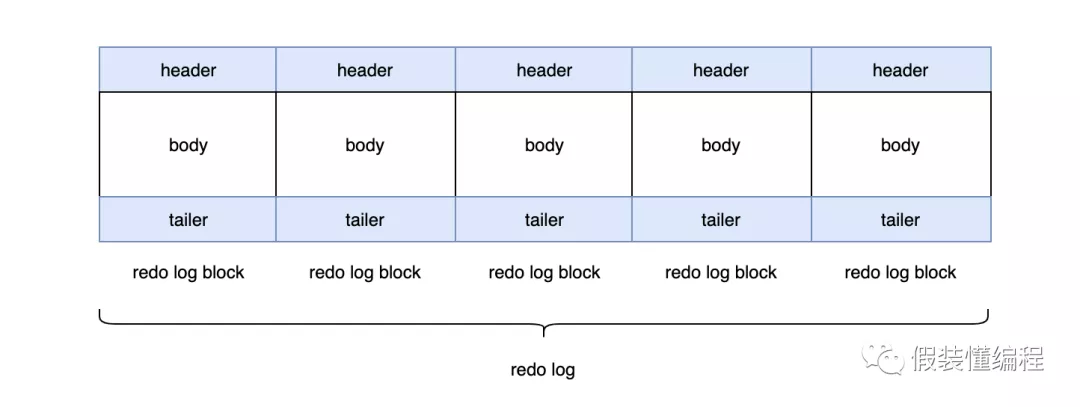 header header header header header
body body body body body
tailer tailer tailer tailer tailer
redo log block redo log block redo log block redo log block redo log block
redo log
假装懂编程